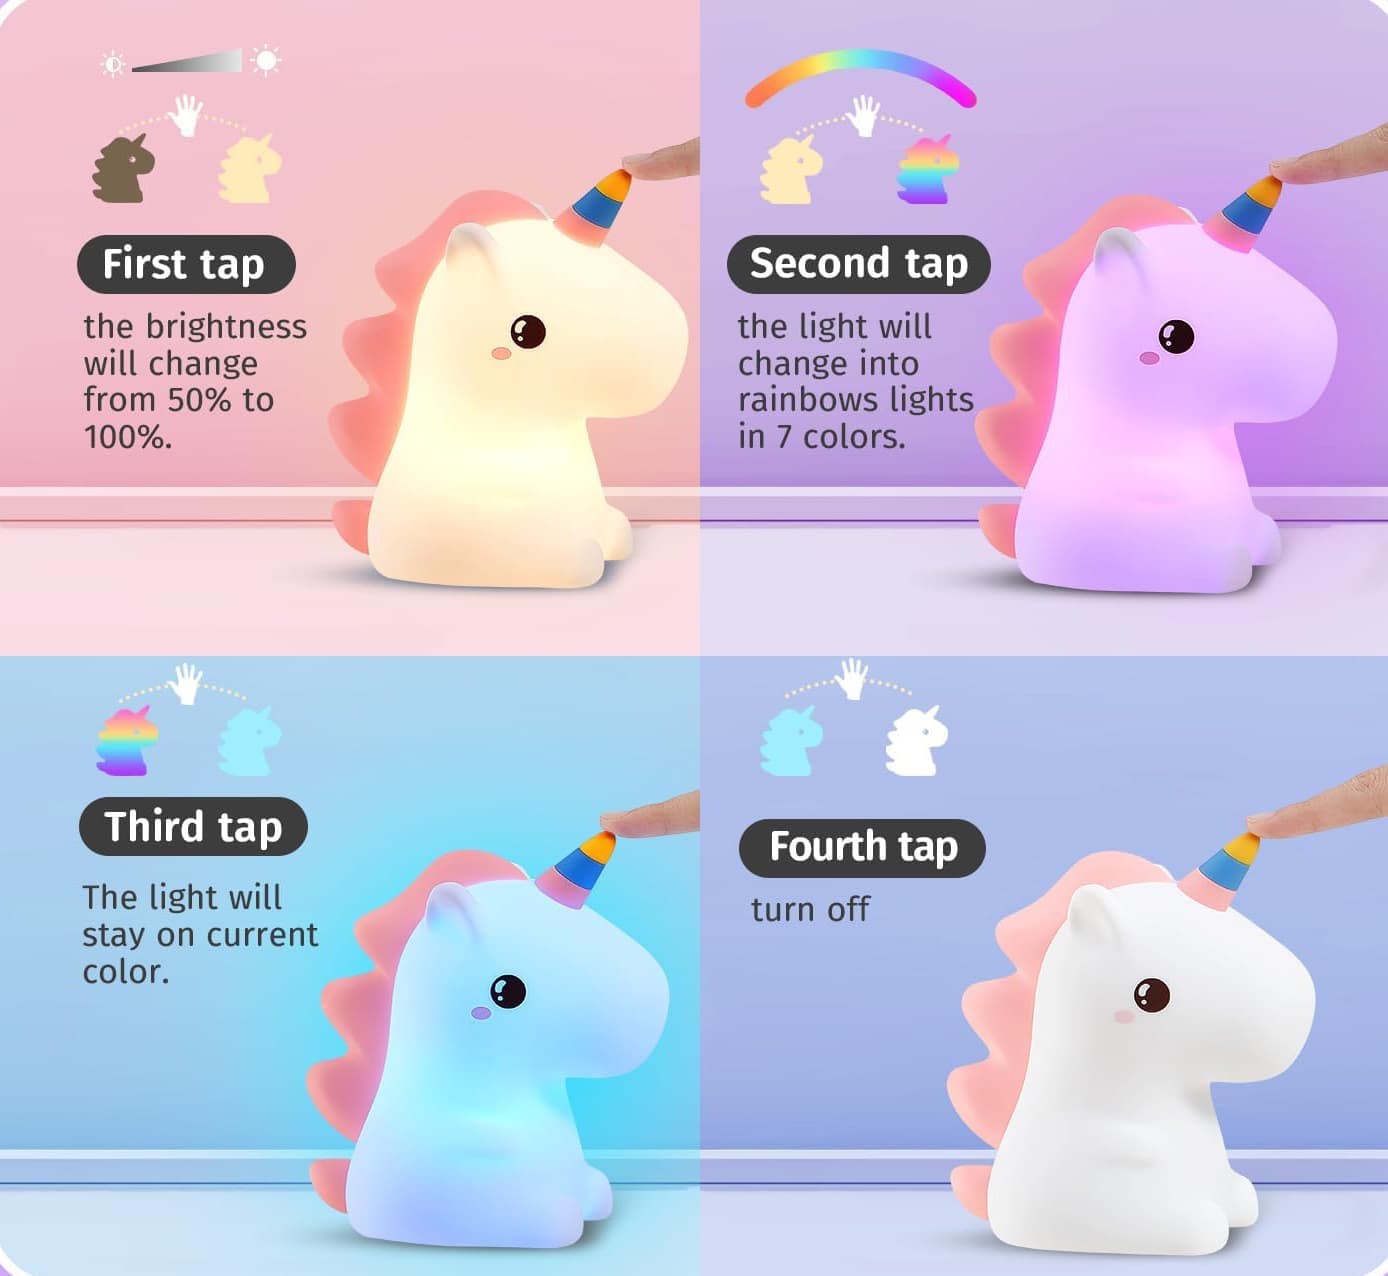 First tap
the brightness
will change
from 50% to
100%.
Second tap
the light will
change into
rainbows lights
in 7 colors.
Third tap
The light will
stay on current
color.
Fourth tap
turn off